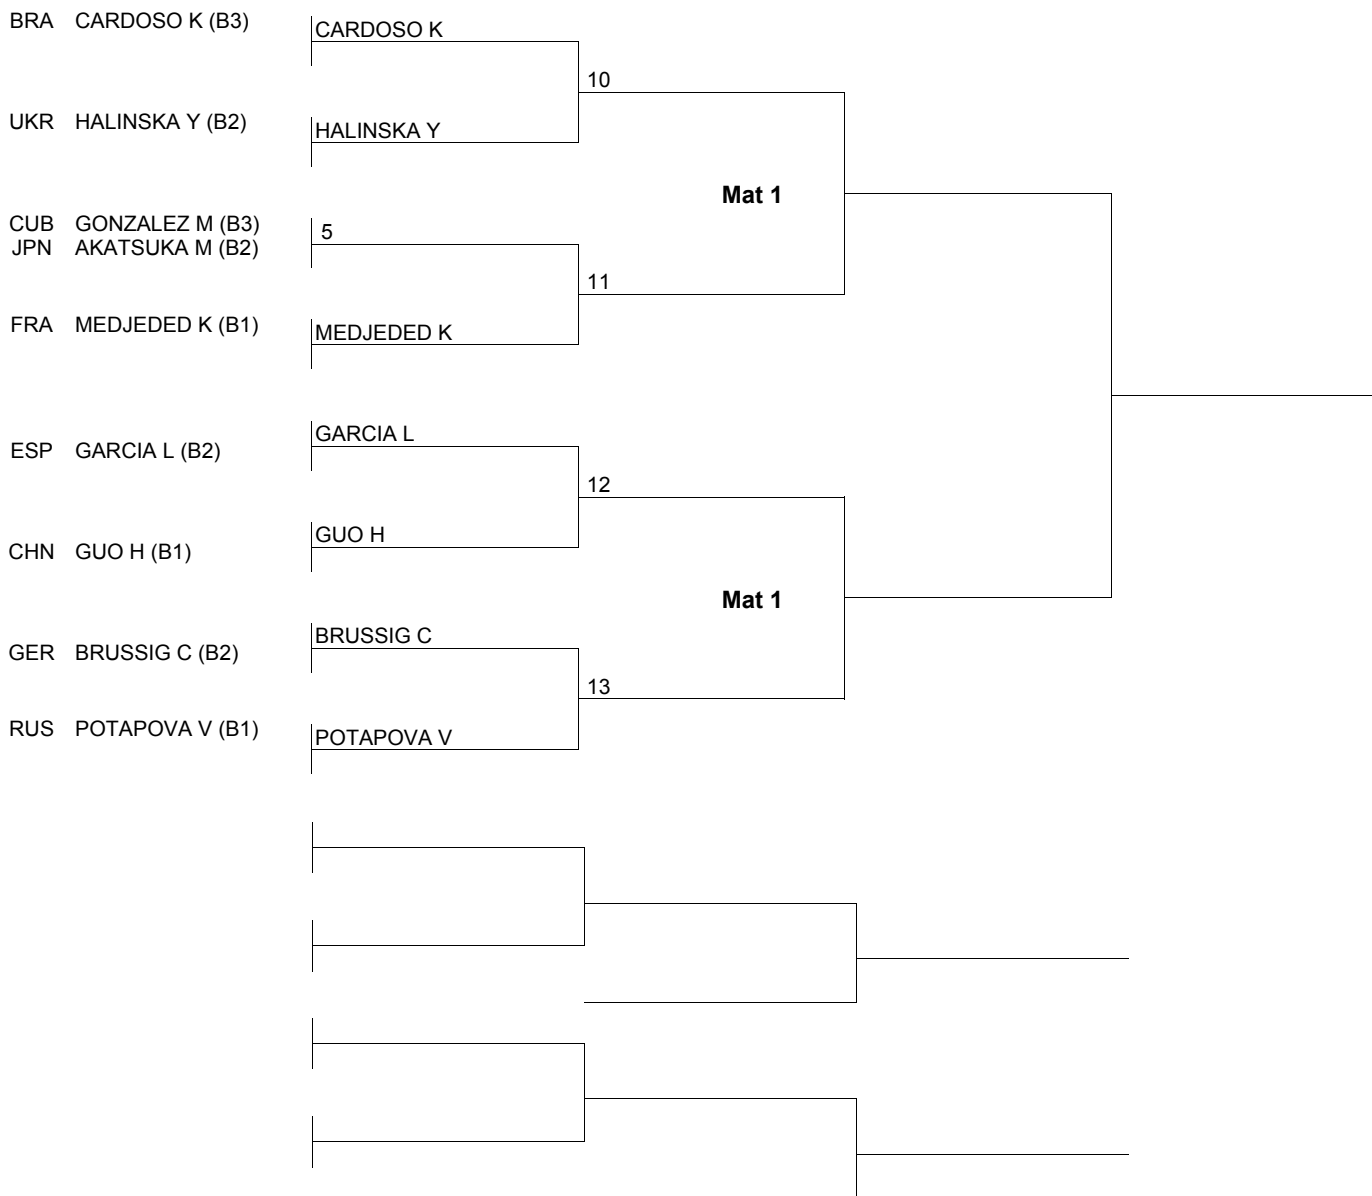 BRA CARDOSO K (B3) CARDOSO K
10
UKR HALINSKA Y (B2) HALINSKA Y
Mat 1
CUB GONZALEZ M (B3) 5
JPN AKATSUKA M (B2)
11
FRA MEDJEDED K (B1) MEDJEDED K
ESP GARCIA L (B2) GARCIA L
12
CHN GUO H (B1) GUO H
Mat 1
GER BRUSSIG C (B2) BRUSSIG C
13
RUS POTAPOVA V (B1) POTAPOVA V